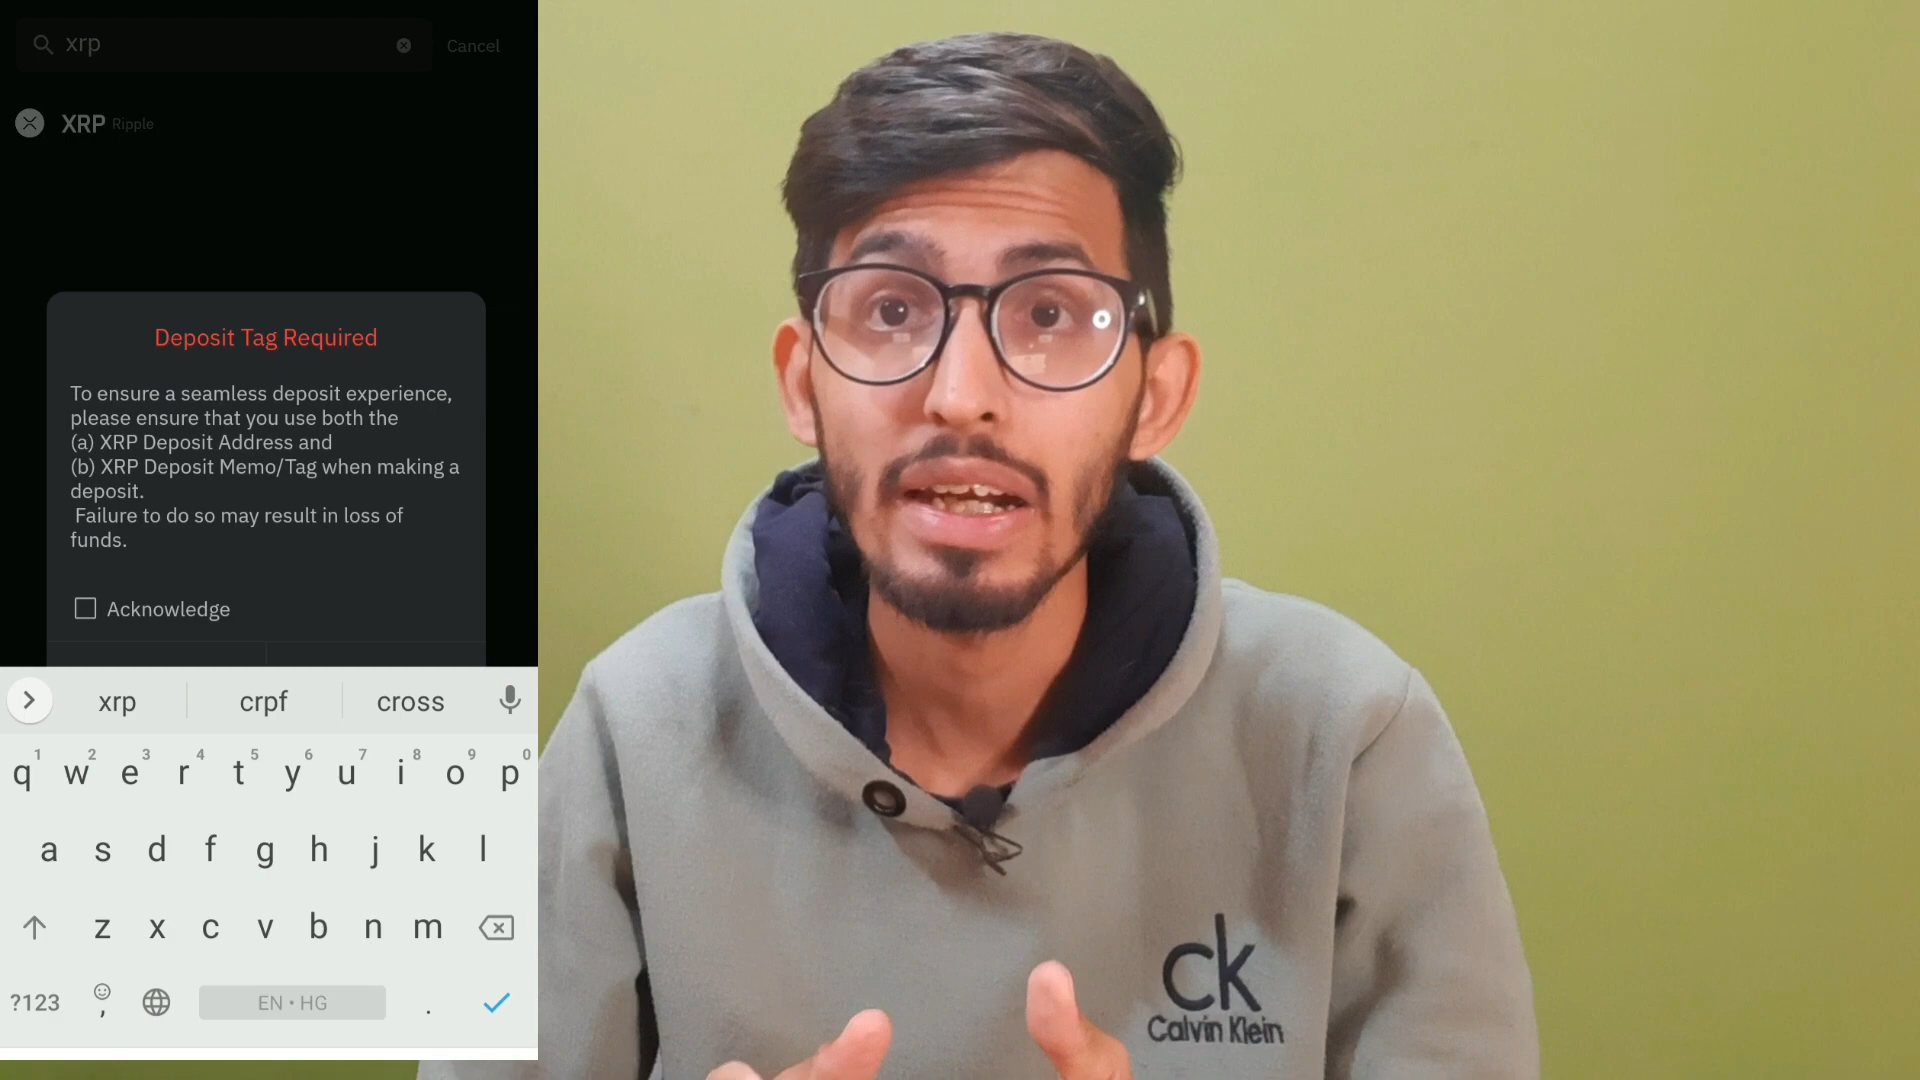 xrp
Cancel
XRP Ripple
Deposit Tag Required
To ensure a seamless deposit experience,
please ensure that you use both the
(a) XRP Deposit Address and
(b) XRP Deposit Memo/Tag when making a
deposit.
Failure to do so may result in loss of
funds.
Acknowledge
xrp crpf cross
1 2 3 4 5 6 7 8 9 0
q w e r t y u i o p
a s d f g h j k l
z x c v b n m
?123 , EN • HG .
ck
Calvin Klein